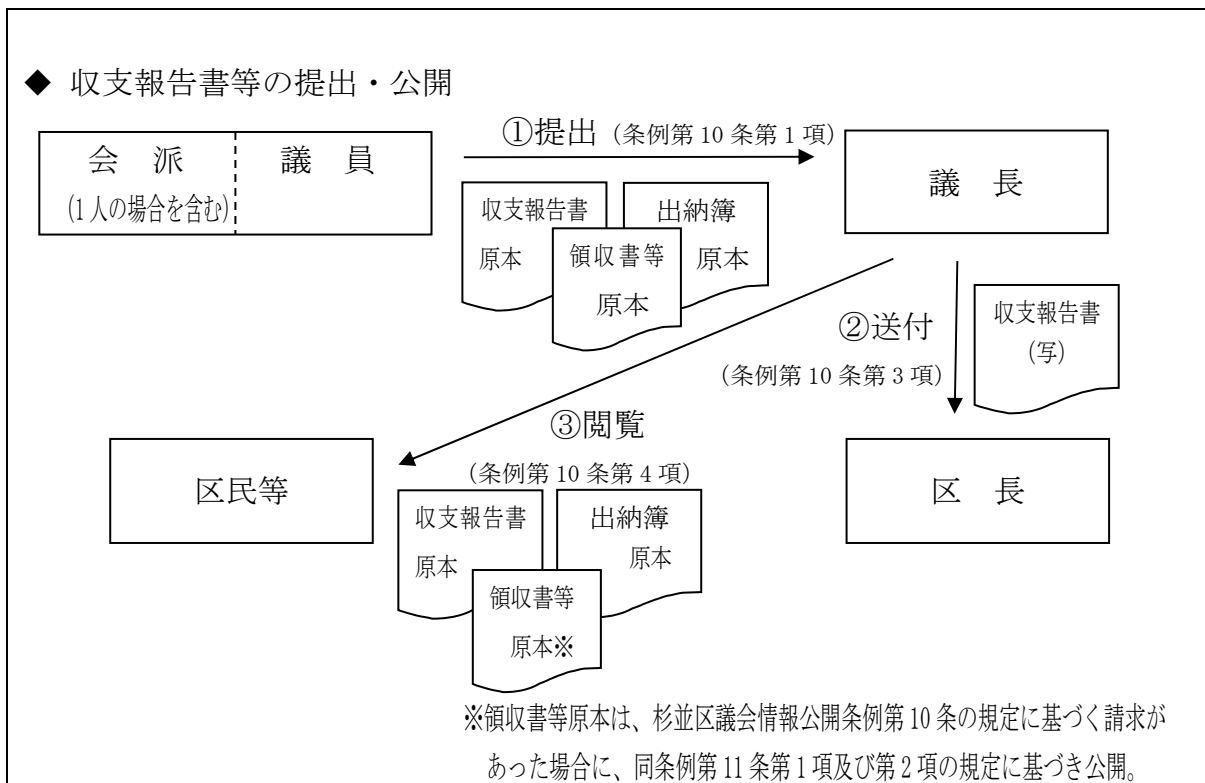 ◆ 収支報告書等の提出・公開
①提出（条例第10条第1項）
会 派
(1人の場合を含む)
議 員
議 長
収支報告書
原本
出納簿
原本
領収書等
原本
②送付
（条例第10条第3項）
収支報告書
(写)
③閲覧
（条例第10条第4項）
区民等
区 長
収支報告書
原本
出納簿
原本
領収書等
原本※
※領収書等原本は、杉並区議会情報公開条例第10条の規定に基づく請求が
あった場合に、同条例第11条第1項及び第2項の規定に基づき公開。